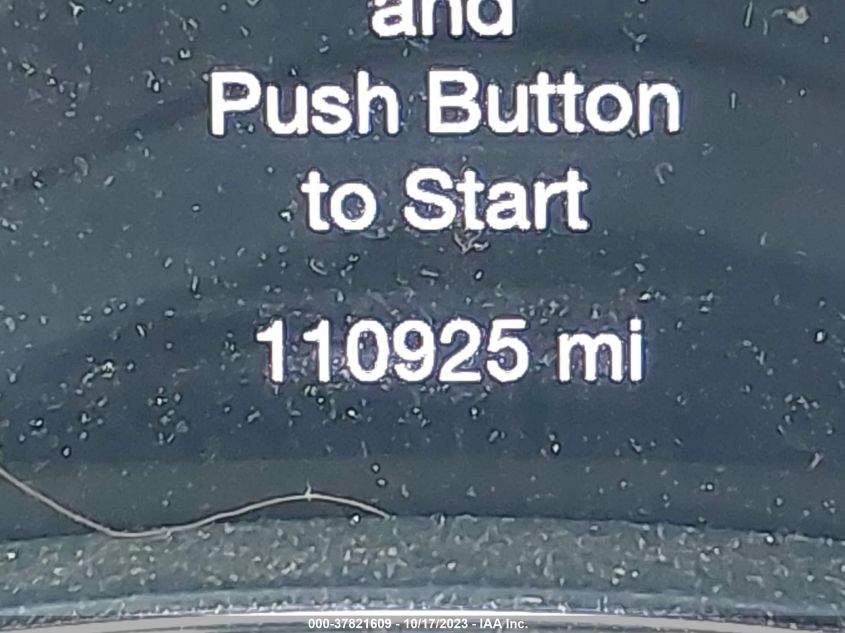 and
Push Button
to Start
110925 mi
000-37821609 - 10/17/2023 - IAA Inc.